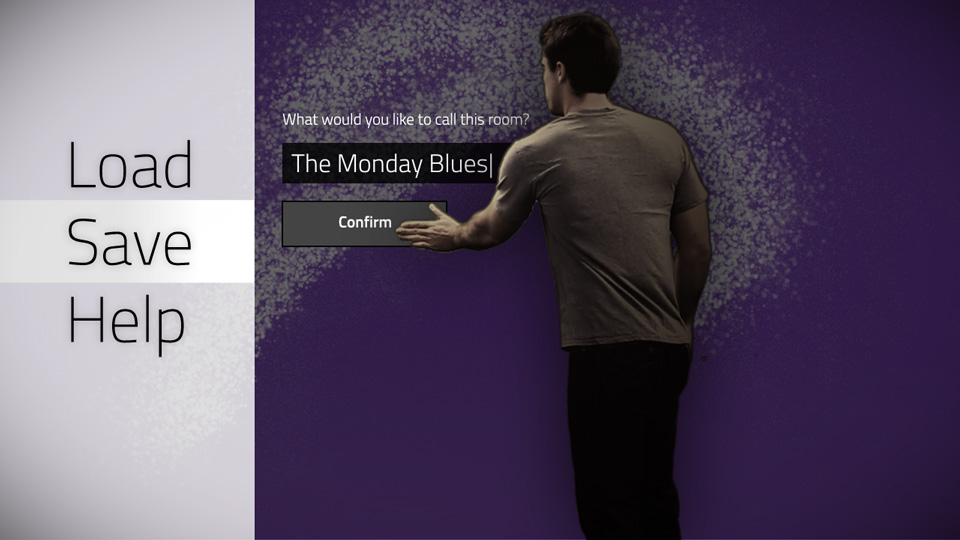 Load
Save
Help
What would you like to call this room?
The Monday Blues
Confirm